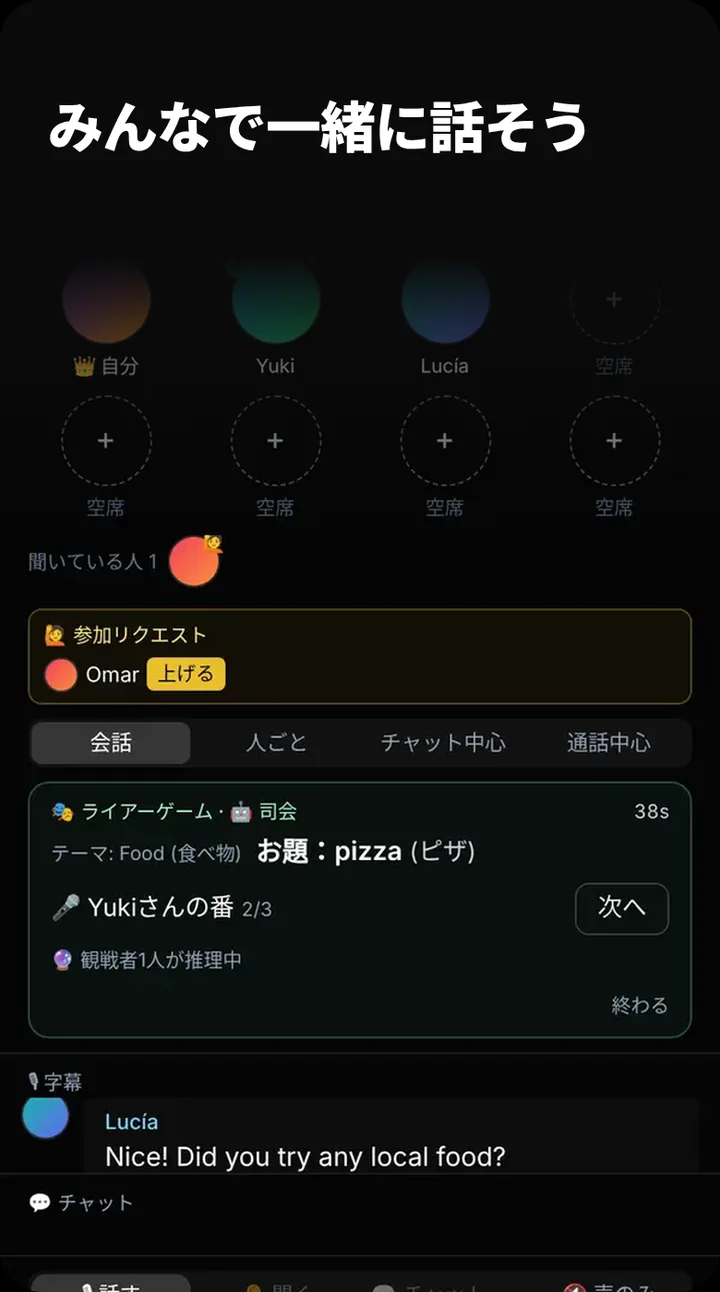 みんなで一緒に話そう
👑 自分 Yuki Lucía 空席
空席 空席 空席 空席
聞いている人 1
🙋 参加リクエスト
Omar 上げる
会話 人ごと チャット中心 通話中心
🎭 ライアーゲーム · 🤖 司会 38s
テーマ: Food (食べ物) お題：pizza (ピザ)
🎤 Yukiさんの番 2/3 次へ
🔮 観戦者1人が推理中
終わる
🎙 字幕
Lucía
Nice! Did you try any local food?
💬 チャット